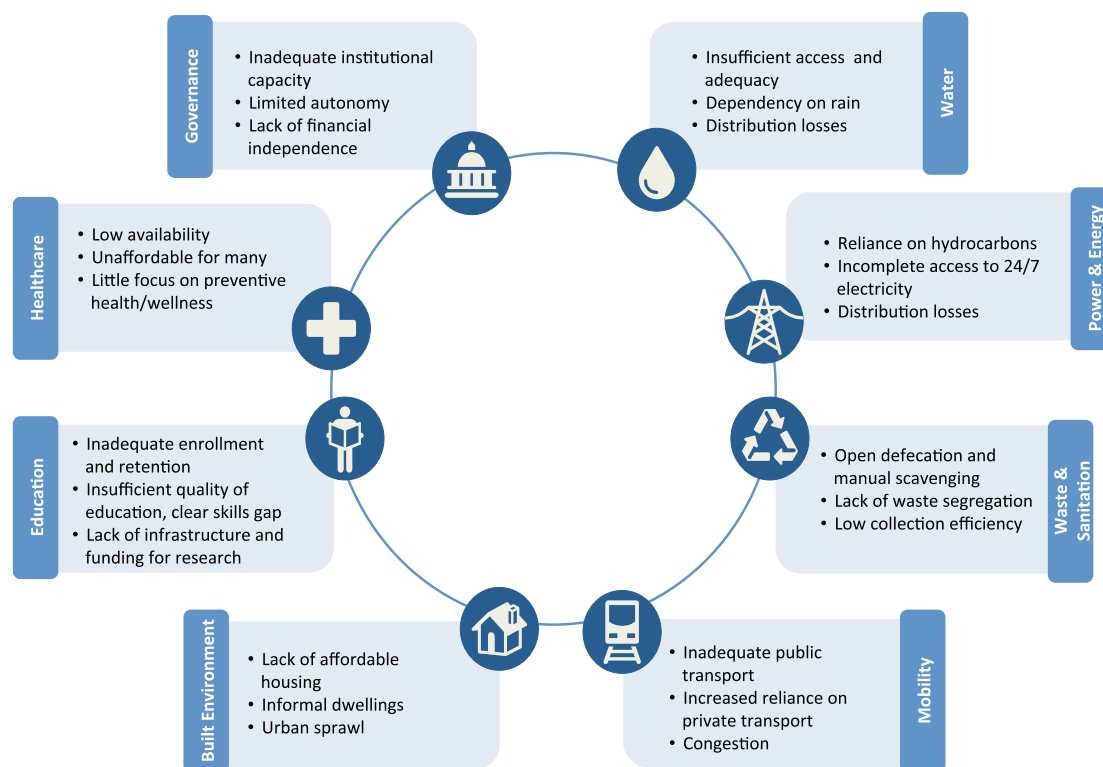 Governance
• Inadequate institutional
capacity
• Limited autonomy
• Lack of financial
independence
Water
• Insufficient access and
adequacy
• Dependency on rain
• Distribution losses
Healthcare
• Low availability
• Unaffordable for many
• Little focus on preventive
health/wellness
Power & Energy
• Reliance on hydrocarbons
• Incomplete access to 24/7
electricity
• Distribution losses
Education
• Inadequate enrollment
and retention
• Insufficient quality of
education, clear skills gap
• Lack of infrastructure and
funding for research
Waste &
Sanitation
• Open defecation and
manual scavenging
• Lack of waste segregation
• Low collection efficiency
Built Environment
• Lack of affordable
housing
• Informal dwellings
• Urban sprawl
Mobility
• Inadequate public
transport
• Increased reliance on
private transport
• Congestion